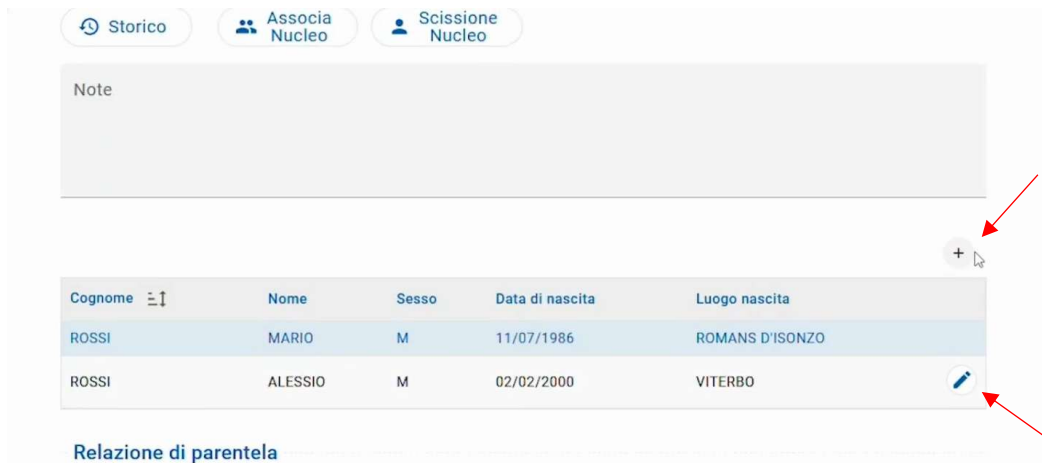 Storico
Associa
Nucleo
Scissione
Nucleo
Note
+
Cognome Nome Sesso Data di nascita Luogo nascita
ROSSI MARIO M 11/07/1986 ROMANS D'ISONZO
ROSSI ALESSIO M 02/02/2000 VITERBO
Relazione di parentela